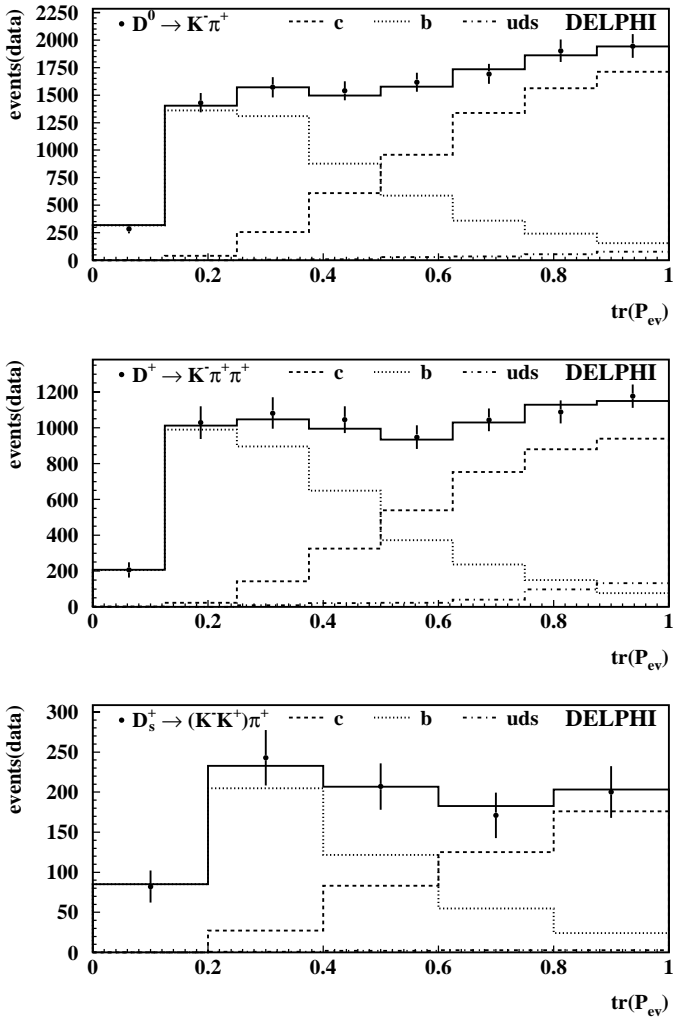 • D⁰ → K⁻π⁺ c b uds DELPHI
events(data)
2250
2000
1750
1500
1250
1000
750
500
250
0
0 0.2 0.4 0.6 0.8 1
tr(P_ev)
• D⁺ → K⁻π⁺π⁺ c b uds DELPHI
events(data)
1200
1000
800
600
400
200
0
0 0.2 0.4 0.6 0.8 1
tr(P_ev)
• D_s⁺ → (K⁻K⁺)π⁺ c b uds DELPHI
events(data)
300
250
200
150
100
50
0
0 0.2 0.4 0.6 0.8 1
tr(P_ev)